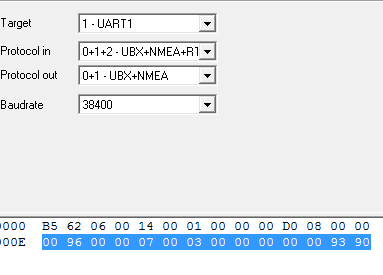 Target 1 - UART1
Protocol in 0+1+2 - UBX+NMEA+RT
Protocol out 0+1 - UBX+NMEA
Baudrate 38400
0000 B5 62 06 00 14 00 01 00 00 00 D0 08 00 00
000E 00 96 00 00 07 00 03 00 00 00 00 00 93 90